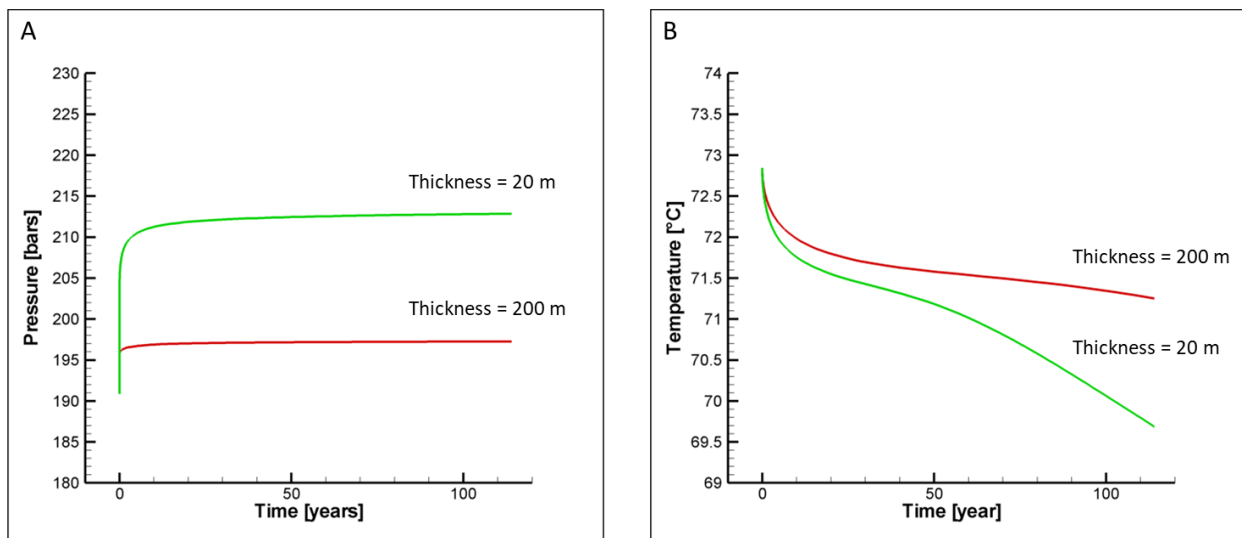 A
Pressure [bars]
230
225
220
215
210
205
200
195
190
185
180
Thickness = 20 m
Thickness = 200 m
0
50
100
Time [years]
B
Temperature [°C]
74
73.5
73
72.5
72
71.5
71
70.5
70
69.5
69
Thickness = 200 m
Thickness = 20 m
0
50
100
Time [year]